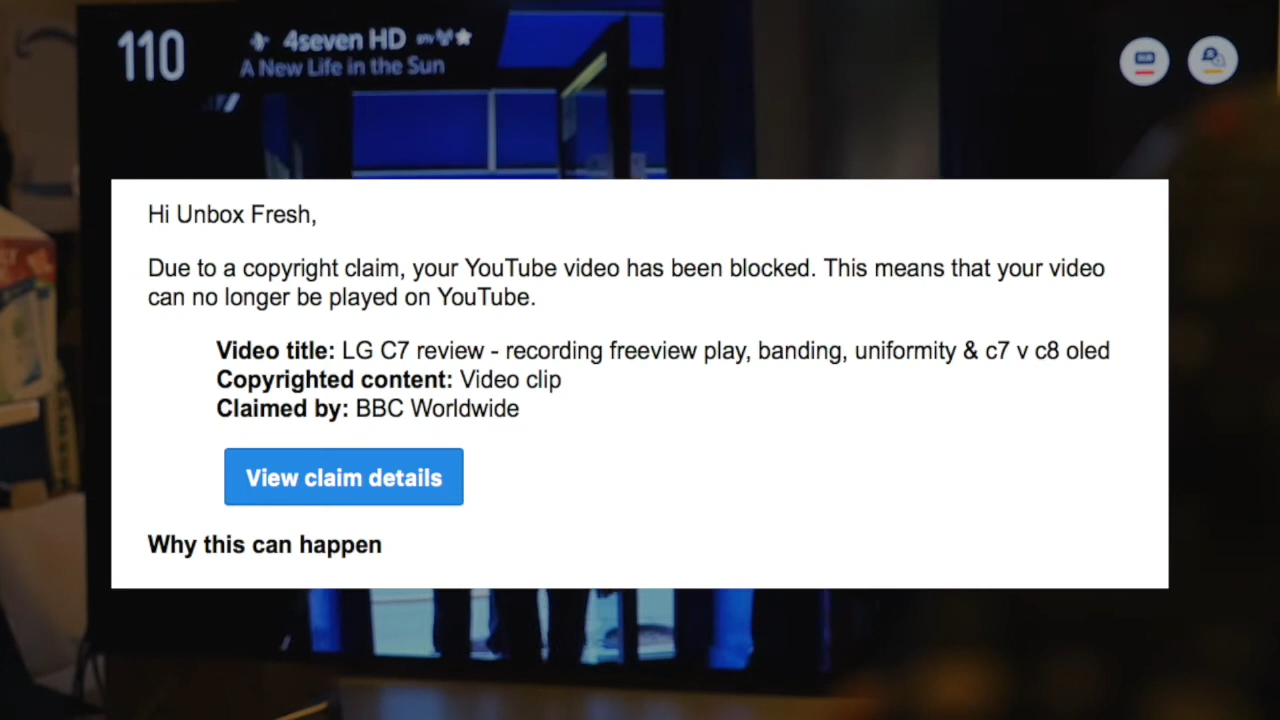 110
4seven HD
A New Life in the Sun
Hi Unbox Fresh,
Due to a copyright claim, your YouTube video has been blocked. This means that your video
can no longer be played on YouTube.
Video title: LG C7 review - recording freeview play, banding, uniformity & c7 v c8 oled
Copyrighted content: Video clip
Claimed by: BBC Worldwide
View claim details
Why this can happen